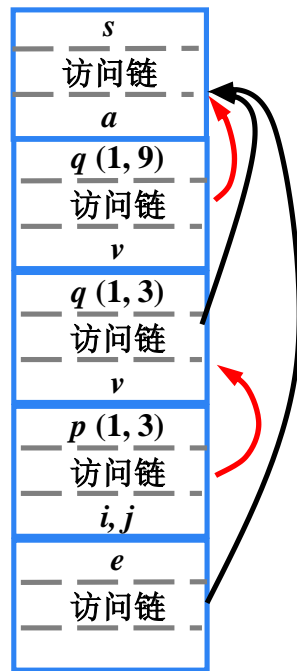 s
访问链
a
q (1, 9)
访问链
v
q (1, 3)
访问链
v
p (1, 3)
访问链
i, j
e
访问链